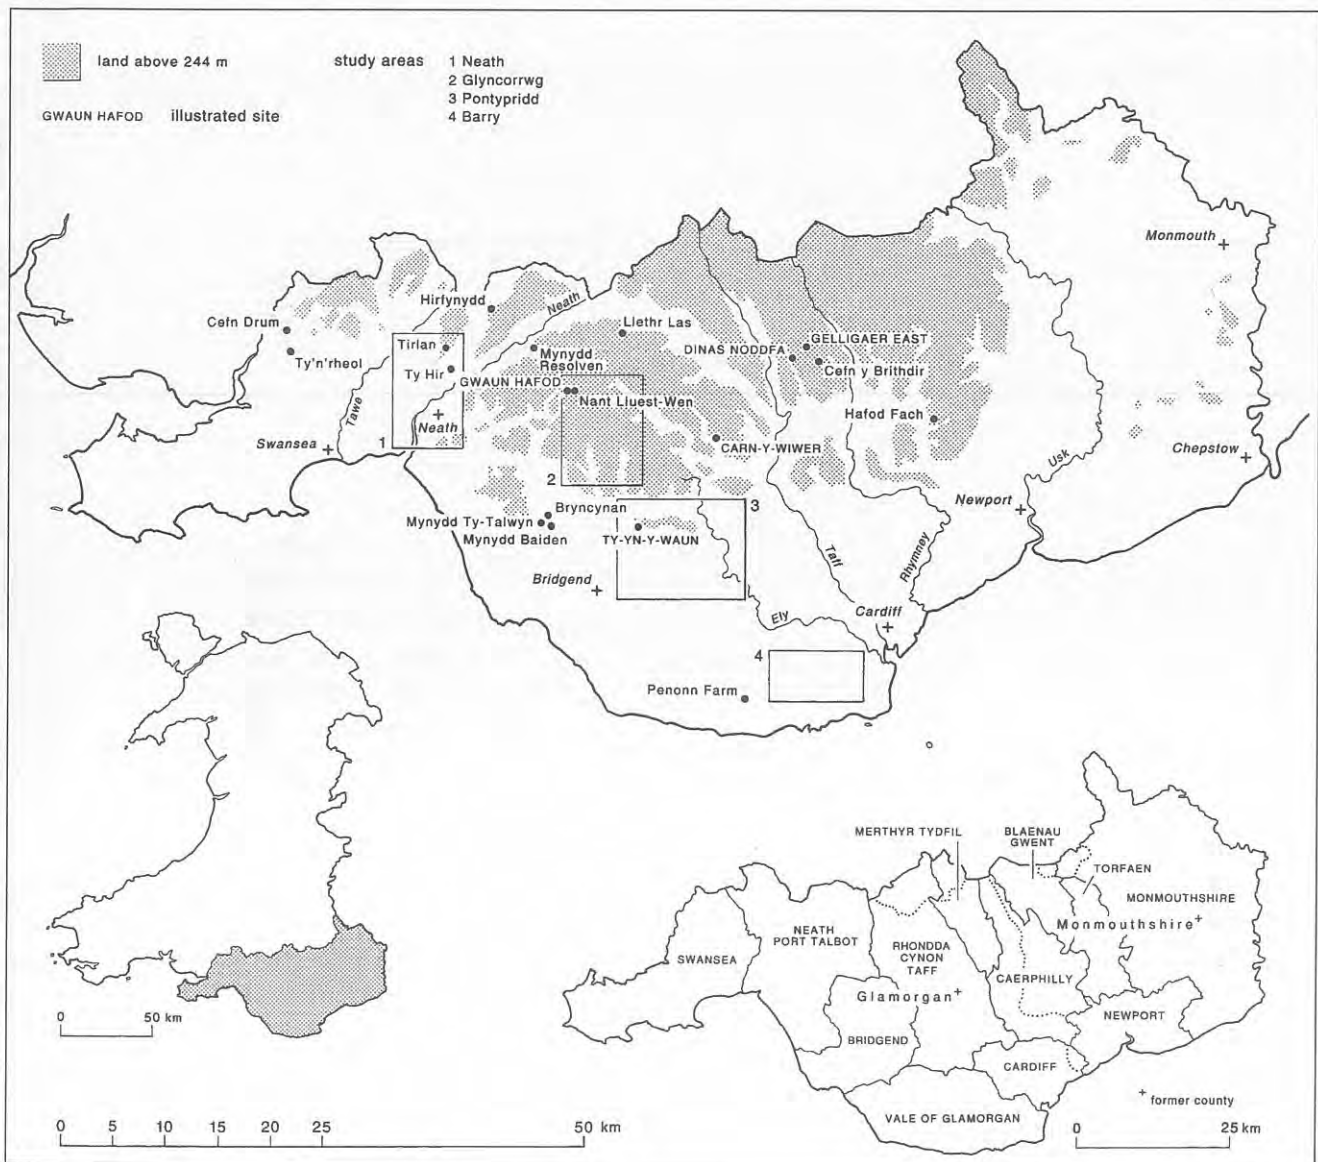 land above 244 m
GWAUN HAFOD illustrated site
study areas
1 Neath
2 Glyncorrwg
3 Pontypridd
4 Barry
Monmouth
Hirfynydd
Neath
Cefn Drum
Llethr Las
GELLIGAER EAST
Tirlan
DINAS NODDFA
Ty'n'rheol
Mynydd
Resolven
Cefn y Brithdir
Ty Hir
GWAUN HAFOD
Nant Lluest-Wen
Tawe
Neath
Hafod Fach
Swansea
1
CARN-Y-WIWER
Chepstow
Usk
2
Newport
3
Bryncynan
Mynydd Ty-Talwyn
Mynydd Baiden
TY-YN-Y-WAUN
Taff
Rhymney
Bridgend
Ely
Cardiff
4
Penonn Farm
MERTHYR TYDFIL
BLAENAU
GWENT
TORFAEN
MONMOUTHSHIRE
Monmouthshire+
NEATH
PORT TALBOT
SWANSEA
RHONDDA
CYNON
TAFF
CAERPHILLY
Glamorgan+
NEWPORT
BRIDGEND
CARDIFF
VALE OF GLAMORGAN
+ former county
0 50 km
0 5 10 15 20 25 50 km
0 25 km